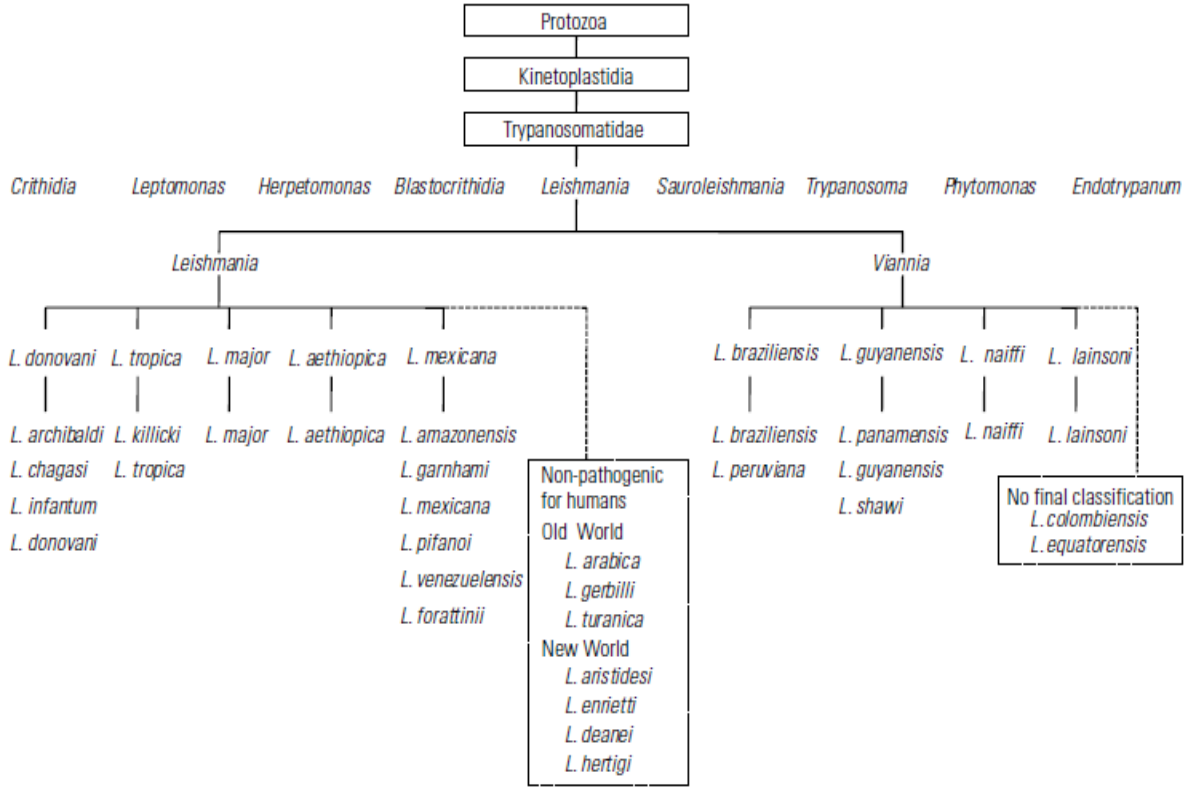 Protozoa
Kinetoplastidia
Trypanosomatidae
Crithidia Leptomonas Herpetomonas Blastocrithidia Leishmania Sauroleishmania Trypanosoma Phytomonas Endotrypanum
Leishmania Viannia
L. donovani L. tropica L. major L. aethiopica L. mexicana L. braziliensis L. guyanensis L. naiffi L. lainsoni
L. archibaldi L. killicki L. major L. aethiopica L. amazonensis L. braziliensis L. panamensis L. naiffi L. lainsoni
L. chagasi L. tropica L. garnhami L. peruviana L. guyanensis
L. infantum L. mexicana L. shawi
L. donovani L. pifanoi
L. venezuelensis
L. forattinii
Non-pathogenic
for humans
Old World
L. arabica
L. gerbilli
L. turanica
New World
L. aristidesi
L. enrietti
L. deanei
L. hertigi
No final classification
L. colombiensis
L. equatorensis